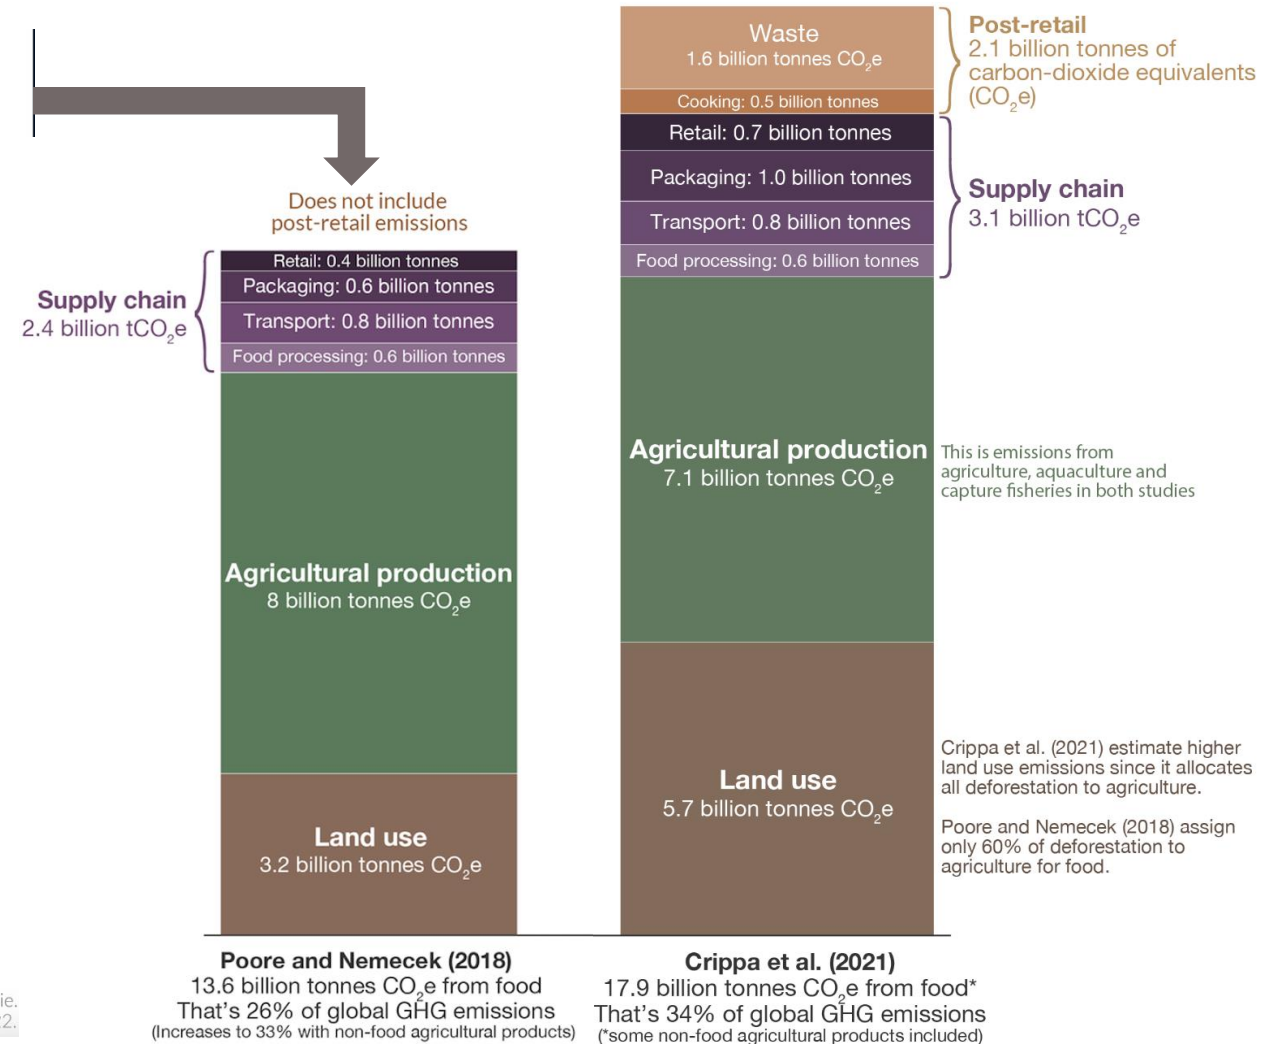 Does not include
post-retail emissions
Retail: 0.4 billion tonnes
Packaging: 0.6 billion tonnes
Transport: 0.8 billion tonnes
Food processing: 0.6 billion tonnes
Supply chain
2.4 billion tCO₂e
Agricultural production
8 billion tonnes CO₂e
Land use
3.2 billion tonnes CO₂e
Poore and Nemecek (2018)
13.6 billion tonnes CO₂e from food
That's 26% of global GHG emissions
(Increases to 33% with non-food agricultural products)
Waste
1.6 billion tonnes CO₂e
Cooking: 0.5 billion tonnes
Post-retail
2.1 billion tonnes of
carbon-dioxide equivalents
(CO₂e)
Retail: 0.7 billion tonnes
Packaging: 1.0 billion tonnes
Transport: 0.8 billion tonnes
Food processing: 0.6 billion tonnes
Supply chain
3.1 billion tCO₂e
Agricultural production
7.1 billion tonnes CO₂e
This is emissions from
agriculture, aquaculture and
capture fisheries in both studies
Land use
5.7 billion tonnes CO₂e
Crippa et al. (2021) estimate higher
land use emissions since it allocates
all deforestation to agriculture.
Poore and Nemecek (2018) assign
only 60% of deforestation to
agriculture for food.
Crippa et al. (2021)
17.9 billion tonnes CO₂e from food*
That's 34% of global GHG emissions
(*some non-food agricultural products included)
ie.
2.